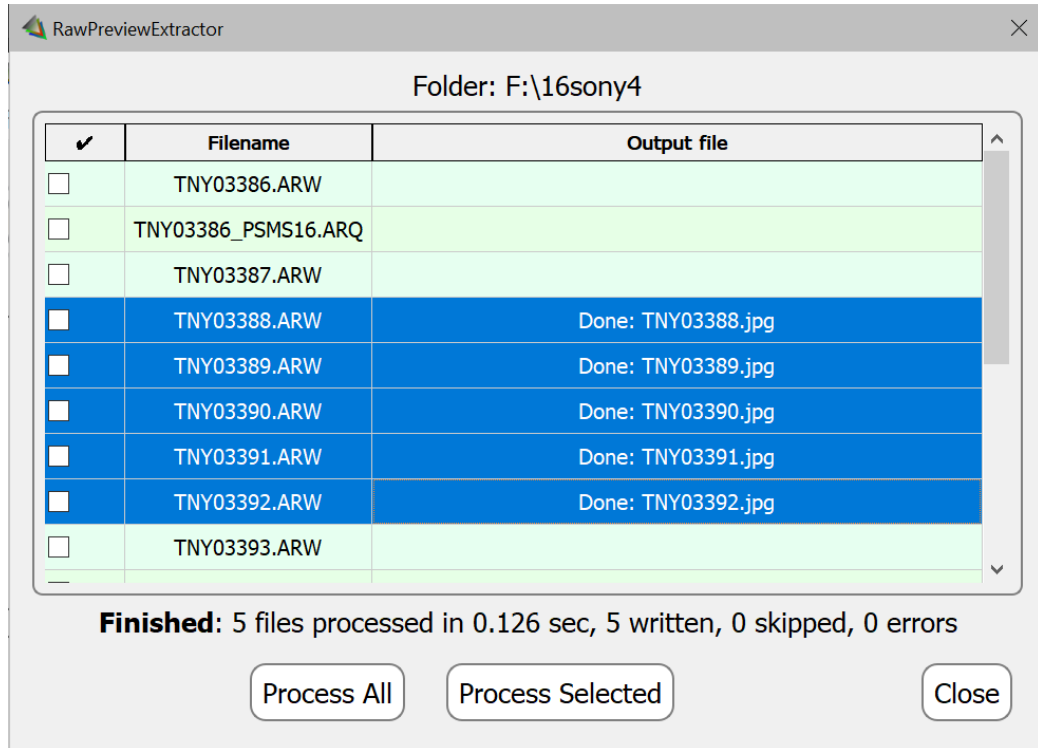 RawPreviewExtractor
Folder: F:\16sony4
✔ Filename Output file
TNY03386.ARW
TNY03386_PSMS16.ARQ
TNY03387.ARW
TNY03388.ARW Done: TNY03388.jpg
TNY03389.ARW Done: TNY03389.jpg
TNY03390.ARW Done: TNY03390.jpg
TNY03391.ARW Done: TNY03391.jpg
TNY03392.ARW Done: TNY03392.jpg
TNY03393.ARW
Finished: 5 files processed in 0.126 sec, 5 written, 0 skipped, 0 errors
Process All Process Selected Close